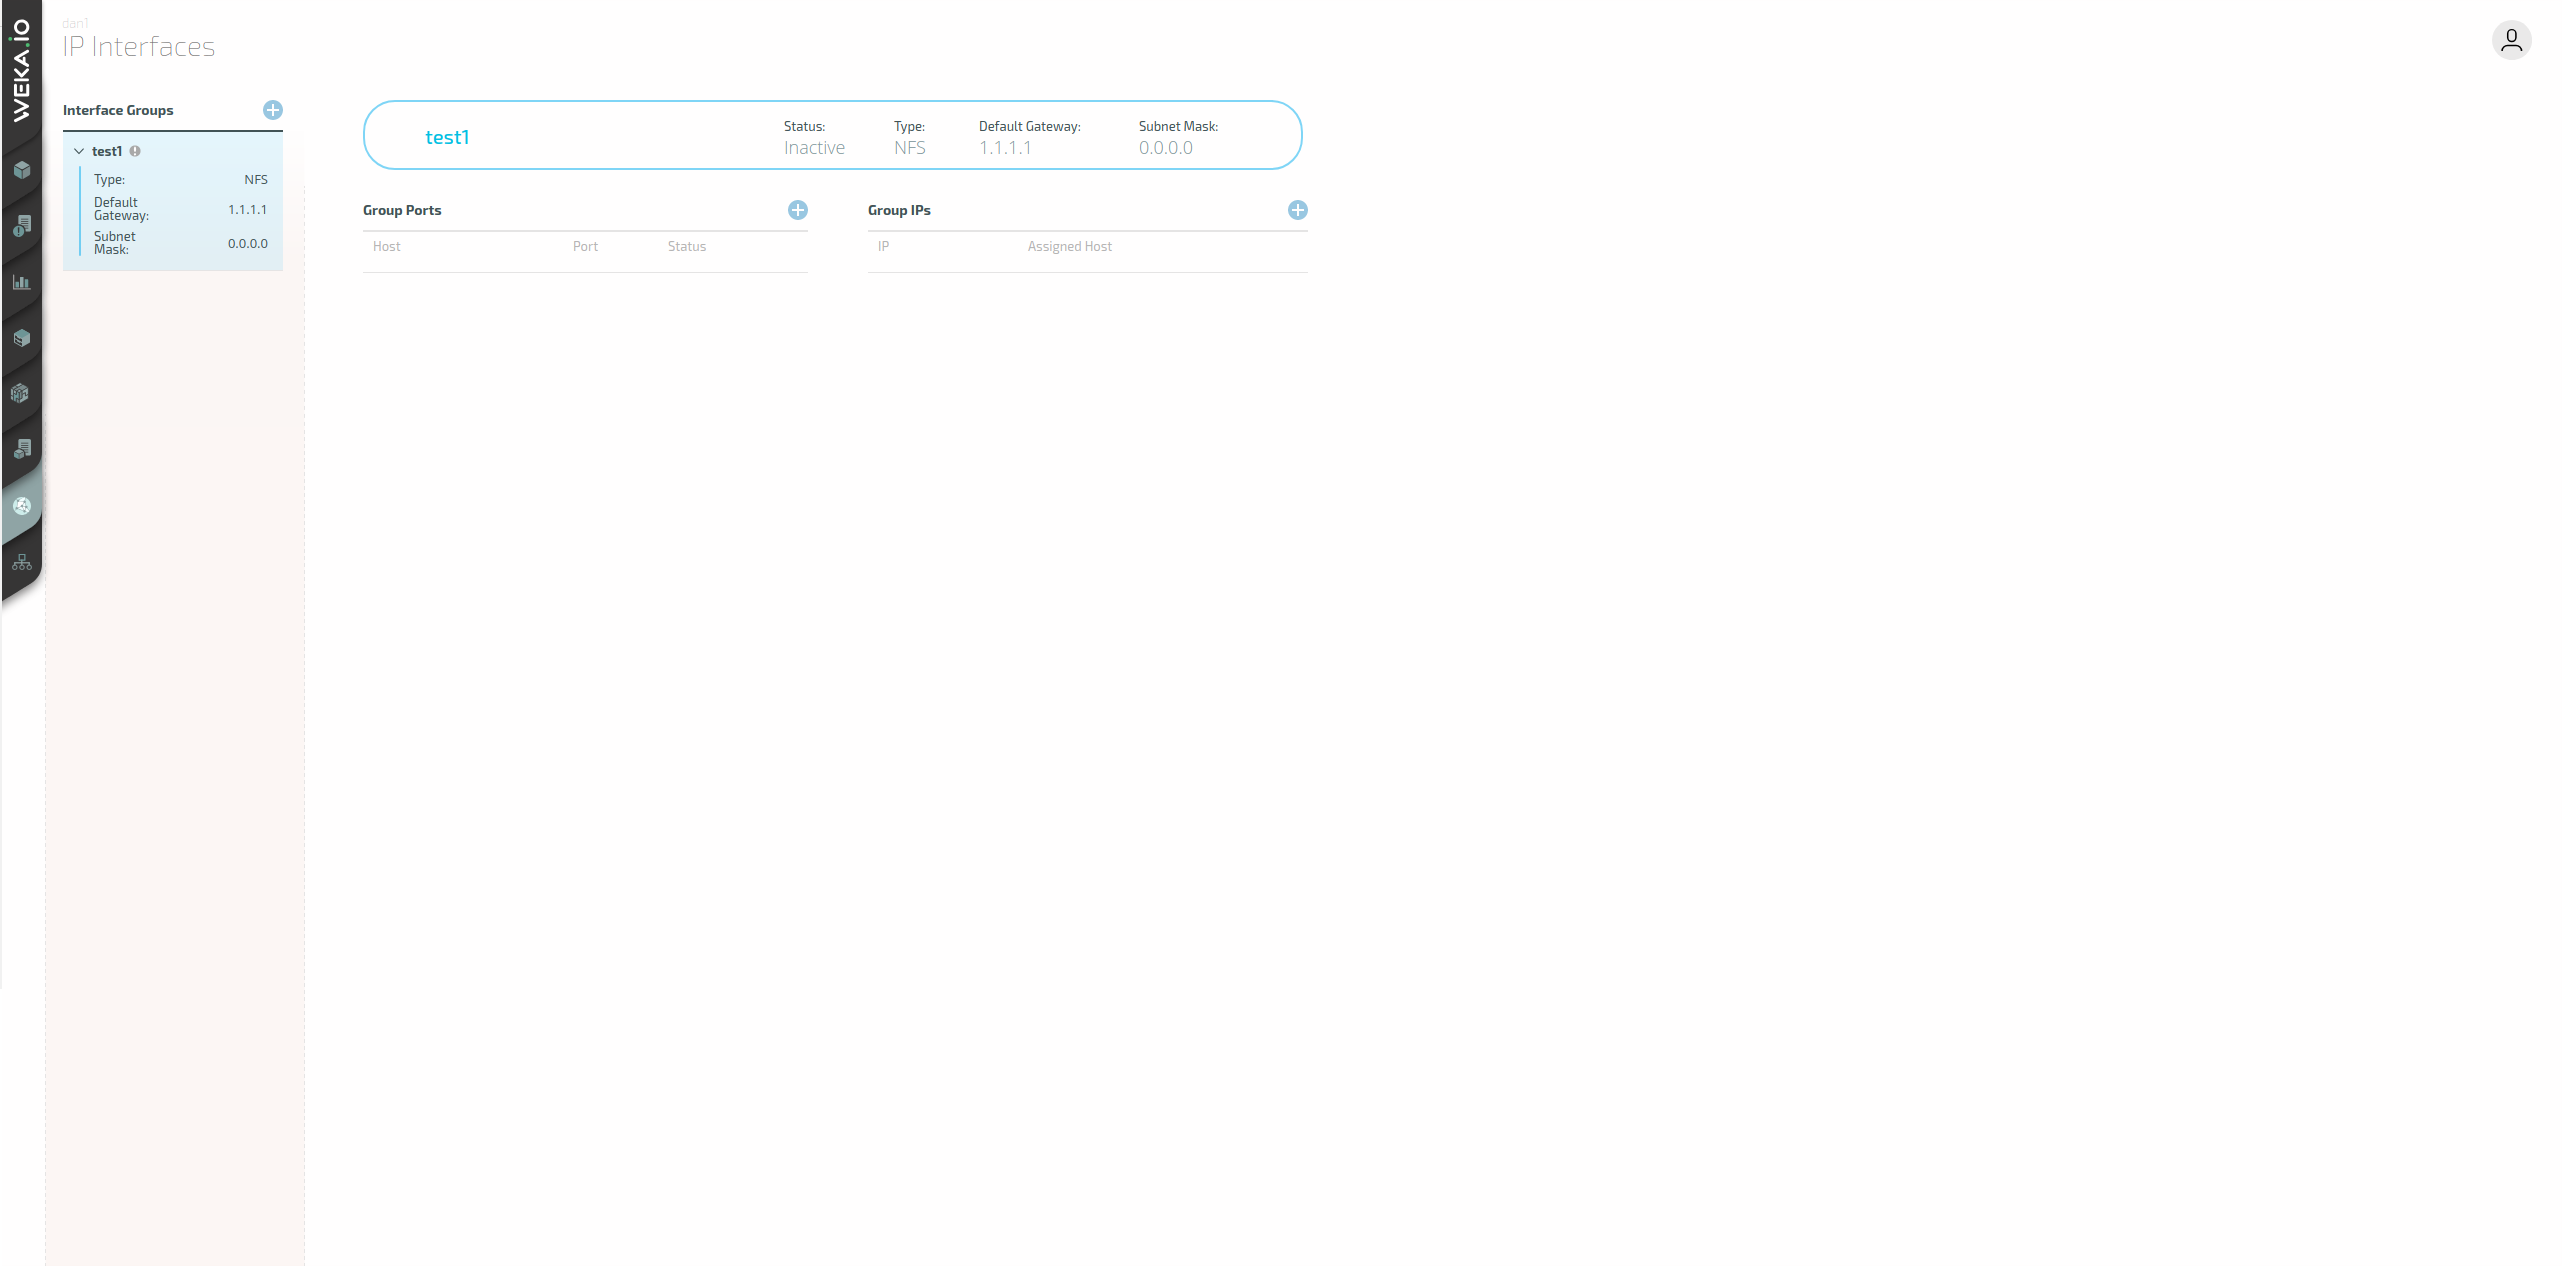 WEKA.iO
dan1
IP Interfaces
Interface Groups
test1
Type: NFS
Default
Gateway: 1.1.1.1
Subnet
Mask: 0.0.0.0
test1
Status: Type: Default Gateway: Subnet Mask:
Inactive NFS 1.1.1.1 0.0.0.0
Group Ports
Host Port Status
Group IPs
IP Assigned Host